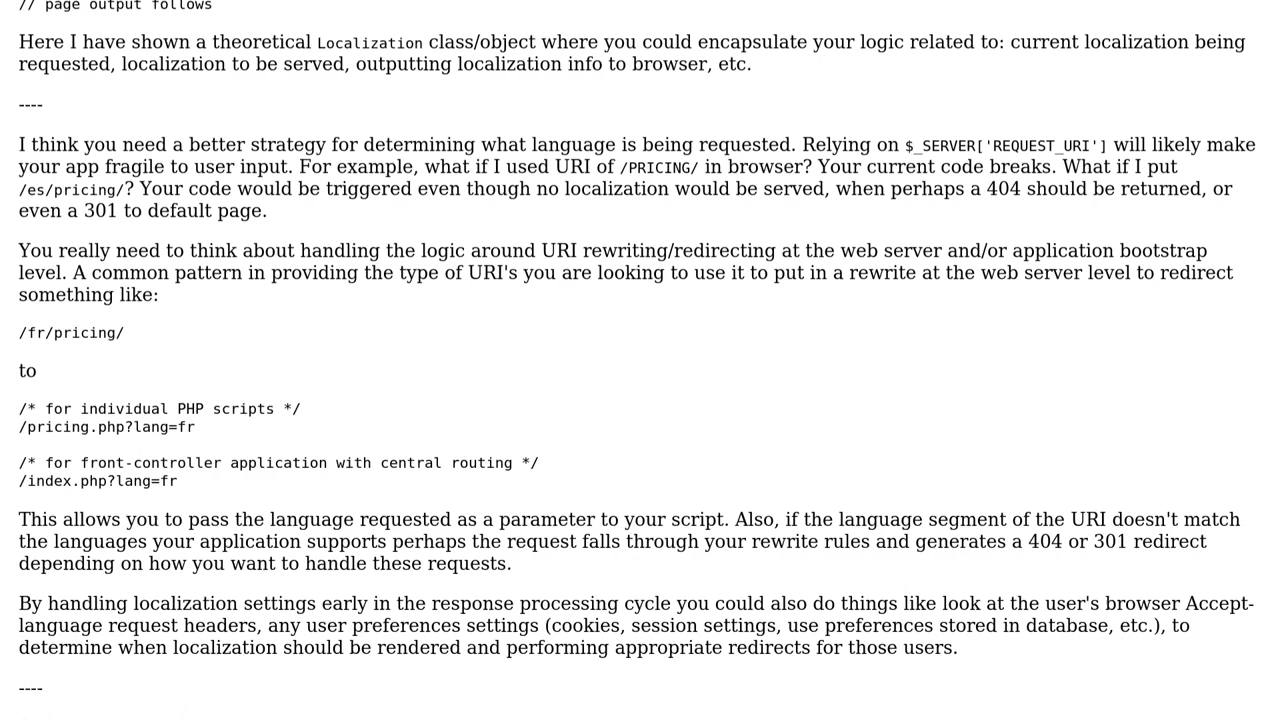 // page output follows
Here I have shown a theoretical Localization class/object where you could encapsulate your logic related to: current localization being
requested, localization to be served, outputting localization info to browser, etc.
----
I think you need a better strategy for determining what language is being requested. Relying on $_SERVER['REQUEST_URI'] will likely make
your app fragile to user input. For example, what if I used URI of /PRICING/ in browser? Your current code breaks. What if I put
/es/pricing/? Your code would be triggered even though no localization would be served, when perhaps a 404 should be returned, or
even a 301 to default page.
You really need to think about handling the logic around URI rewriting/redirecting at the web server and/or application bootstrap
level. A common pattern in providing the type of URI's you are looking to use it to put in a rewrite at the web server level to redirect
something like:
/fr/pricing/
to
/* for individual PHP scripts */
/pricing.php?lang=fr
/* for front-controller application with central routing */
/index.php?lang=fr
This allows you to pass the language requested as a parameter to your script. Also, if the language segment of the URI doesn't match
the languages your application supports perhaps the request falls through your rewrite rules and generates a 404 or 301 redirect
depending on how you want to handle these requests.
By handling localization settings early in the response processing cycle you could also do things like look at the user's browser Accept-
language request headers, any user preferences settings (cookies, session settings, use preferences stored in database, etc.), to
determine when localization should be rendered and performing appropriate redirects for those users.
----